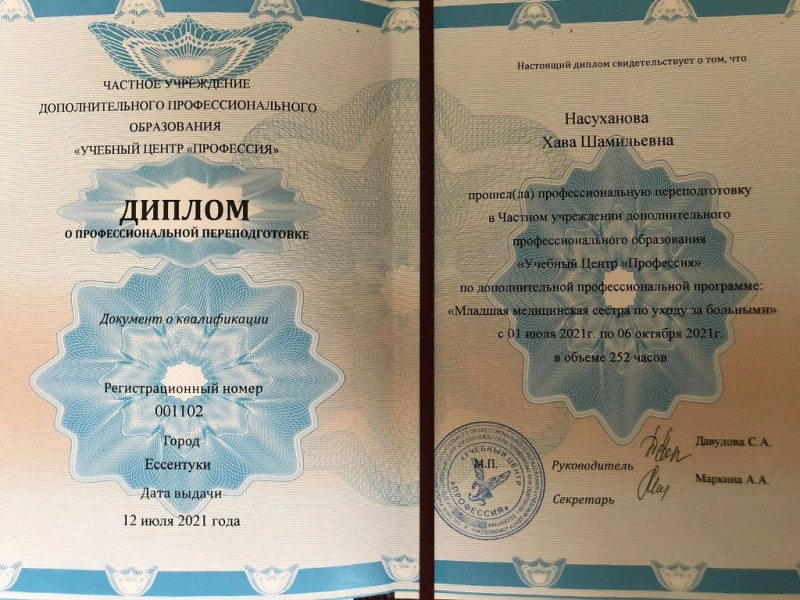 ЧАСТНОЕ УЧРЕЖДЕНИЕ
ДОПОЛНИТЕЛЬНОГО ПРОФЕССИОНАЛЬНОГО
ОБРАЗОВАНИЯ
«УЧЕБНЫЙ ЦЕНТР «ПРОФЕССИЯ»
ДИПЛОМ
О ПРОФЕССИОНАЛЬНОЙ ПЕРЕПОДГОТОВКЕ
Документ о квалификации
Регистрационный номер
001102
Город
Ессентуки
Дата выдачи
12 июля 2021 года
Настоящий диплом свидетельствует о том, что
Насуханова
Хава Шамильевна
прошел(ла) профессиональную переподготовку
в Частном учреждении дополнительного
профессионального образования
«Учебный Центр «Профессия»
по дополнительной профессиональной программе:
«Младшая медицинская сестра по уходу за больными»
с 01 июля 2021г. по 06 октября 2021г.
в объеме 252 часов
М.П.
Руководитель
Давудова С.А.
Секретарь
Маркина А.А.
УЧЕБНЫЙ ЦЕНТР
«ПРОФЕССИЯ»